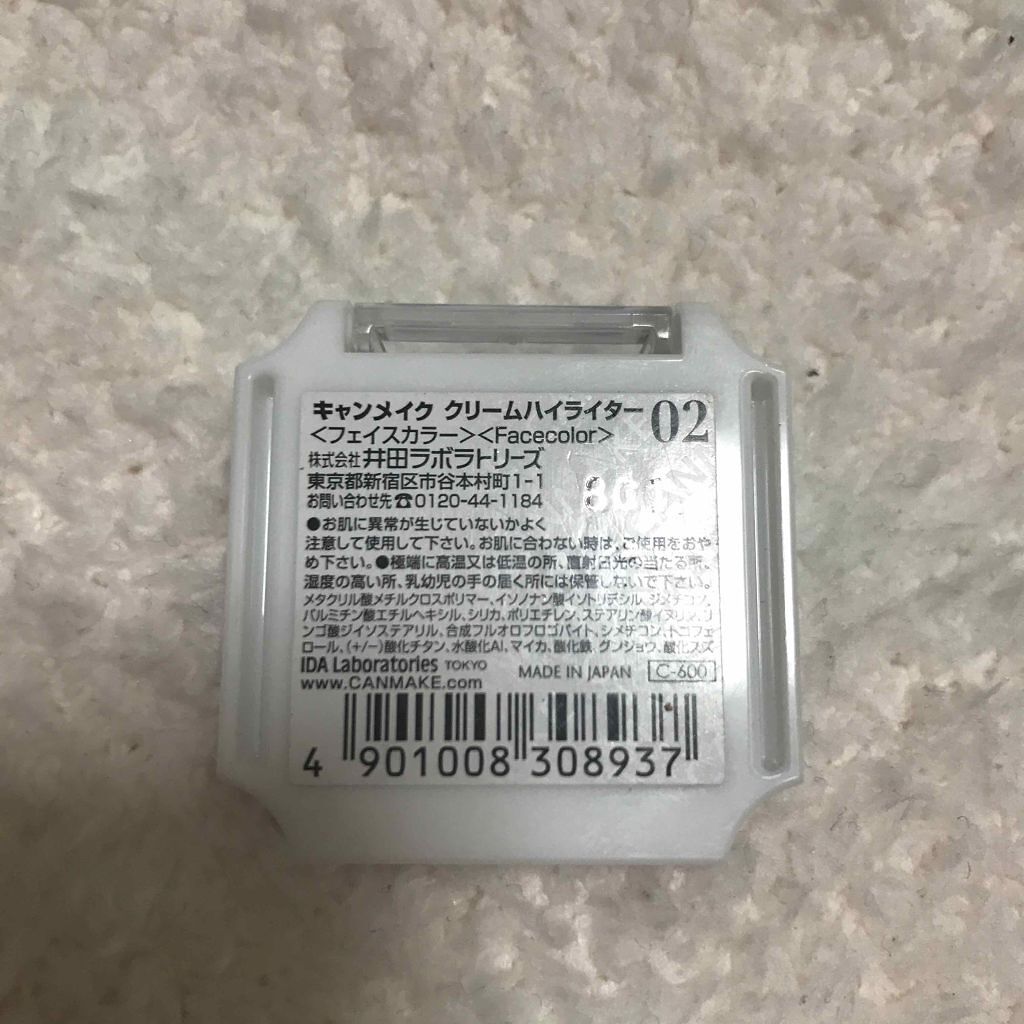 キャンメイク クリームハイライター 02
<フェイスカラー><Facecolor>
株式会社 井田ラボラトリーズ
東京都新宿区市谷本村町1-1
お問い合わせ先☎0120-44-1184
●お肌に異常が生じていないかよく
注意して使用して下さい。お肌に合わない時は、ご使用をおや
め下さい。●極端に高温又は低温の所、直射日光の当たる所、
湿度の高い所、乳幼児の手の届く所には保管しないで下さい。
メタクリル酸メチルクロスポリマー、イソノナン酸イソトリデシル、ジメチコン、
パルミチン酸エチルヘキシル、シリカ、ポリエチレン、ステアリン酸イヌリン、リ
ンゴ酸ジイソステアリル、合成フルオロフロゴパイト、シメチコン、トコフェ
ロール、(+/-)酸化チタン、水酸化Al、マイカ、酸化鉄、グンジョウ、酸化スズ
IDA Laboratories TOKYO MADE IN JAPAN C-600
www.CANMAKE.com
4 901008 308937